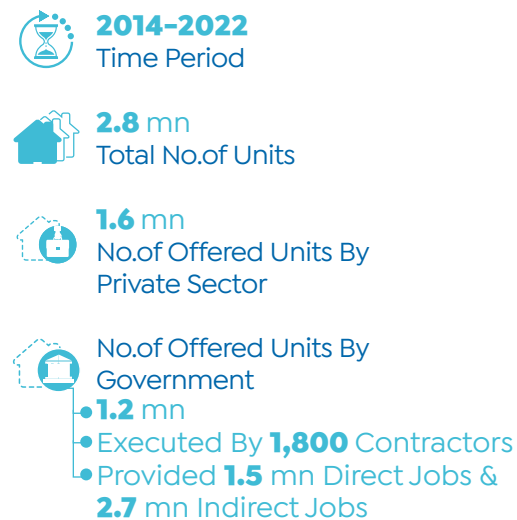 2014-2022
Time Period
2.8 mn
Total No.of Units
1.6 mn
No.of Offered Units By
Private Sector
No.of Offered Units By
Government
1.2 mn
Executed By 1,800 Contractors
Provided 1.5 mn Direct Jobs &
2.7 mn Indirect Jobs